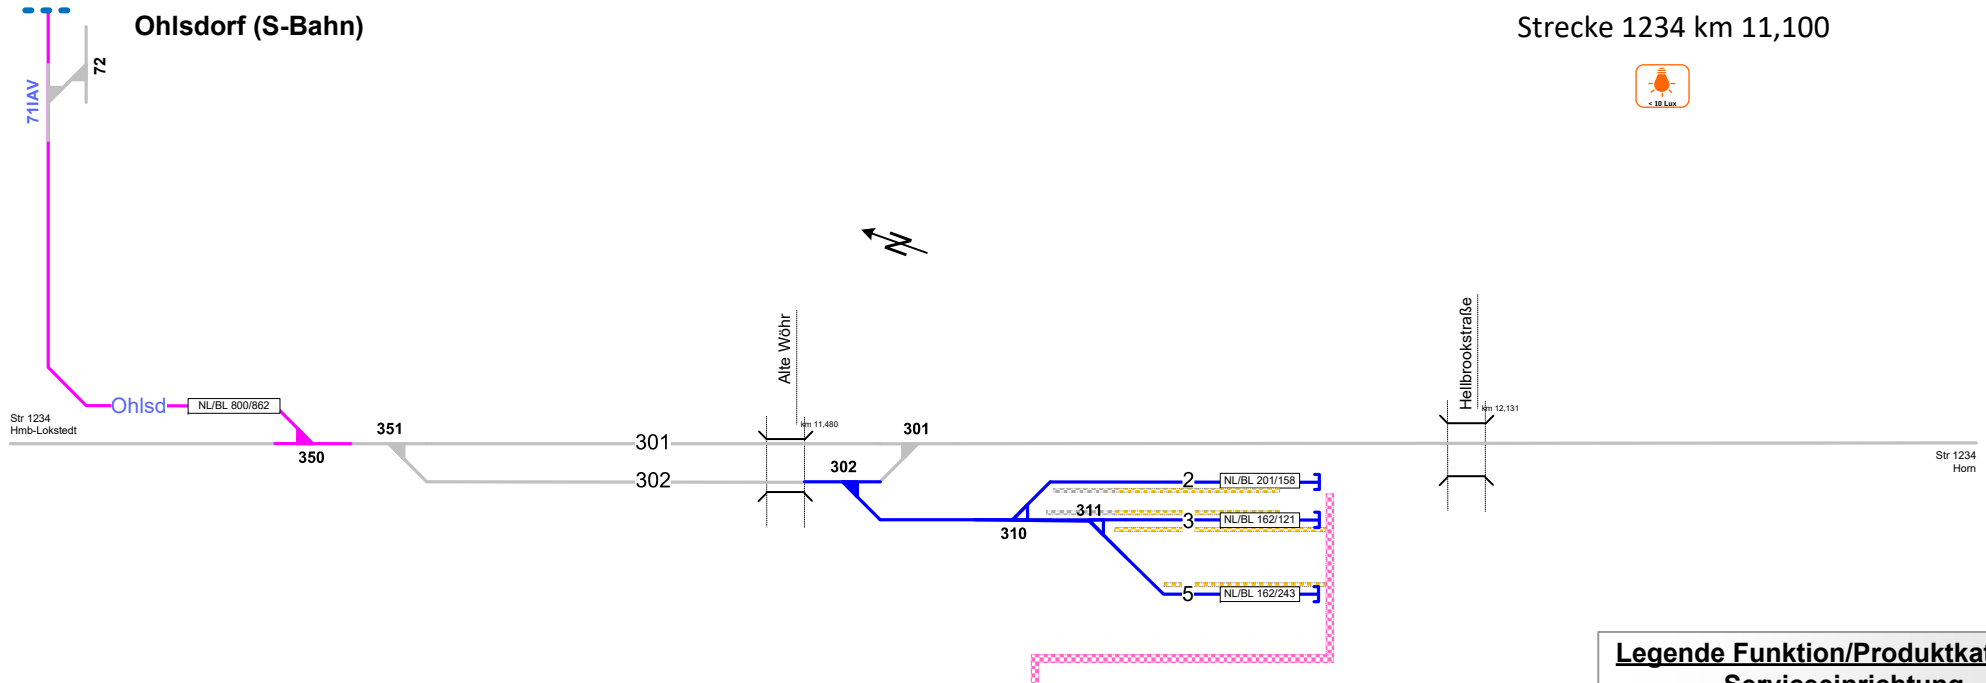 Ohlsdorf (S-Bahn)
Strecke 1234 km 11,100
< 10 Lux
72
71IAV
N
Alte Wöhr
Hellbrookstraße
km 12,131
km 11,480
Ohlsd
NL/BL 800/862
Str 1234
Hmb-Lokstedt
351
301
301
350
302
302
Str 1234
Horn
2
NL/BL 201/158
311
3
NL/BL 162/121
310
5
NL/BL 162/243
Legende Funktion/Produktka
Serviceeinrichtung